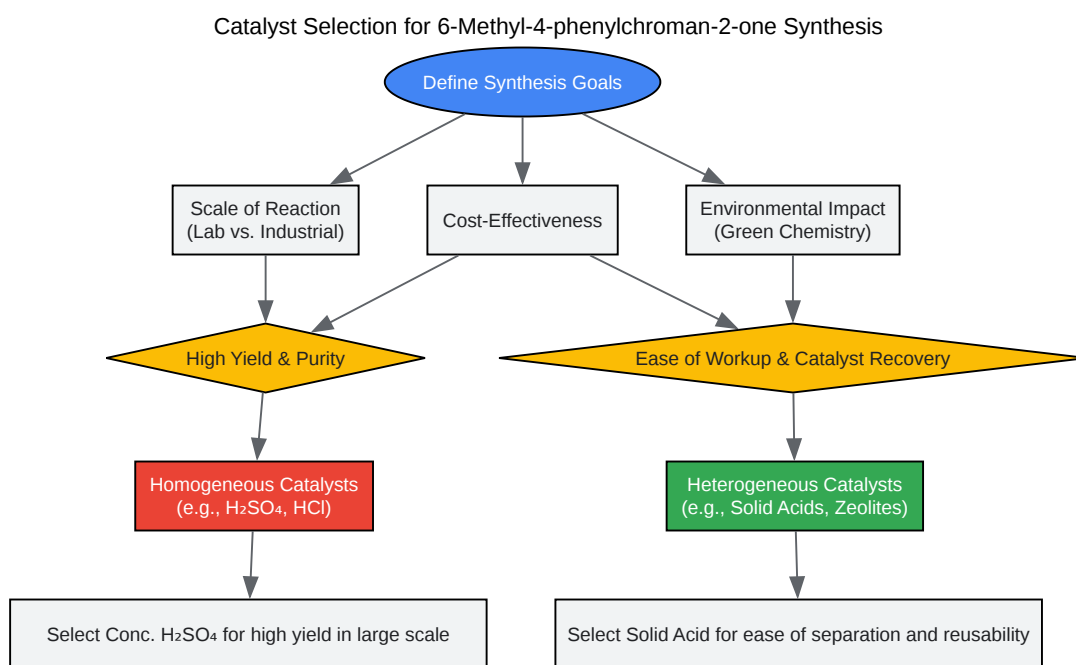 Catalyst Selection for 6-Methyl-4-phenylchroman-2-one Synthesis
Define Synthesis Goals
Scale of Reaction
(Lab vs. Industrial)
Cost-Effectiveness
Environmental Impact
(Green Chemistry)
High Yield & Purity
Ease of Workup & Catalyst Recovery
Homogeneous Catalysts
(e.g., H₂SO₄, HCl)
Heterogeneous Catalysts
(e.g., Solid Acids, Zeolites)
Select Conc. H₂SO₄ for high yield in large scale
Select Solid Acid for ease of separation and reusability